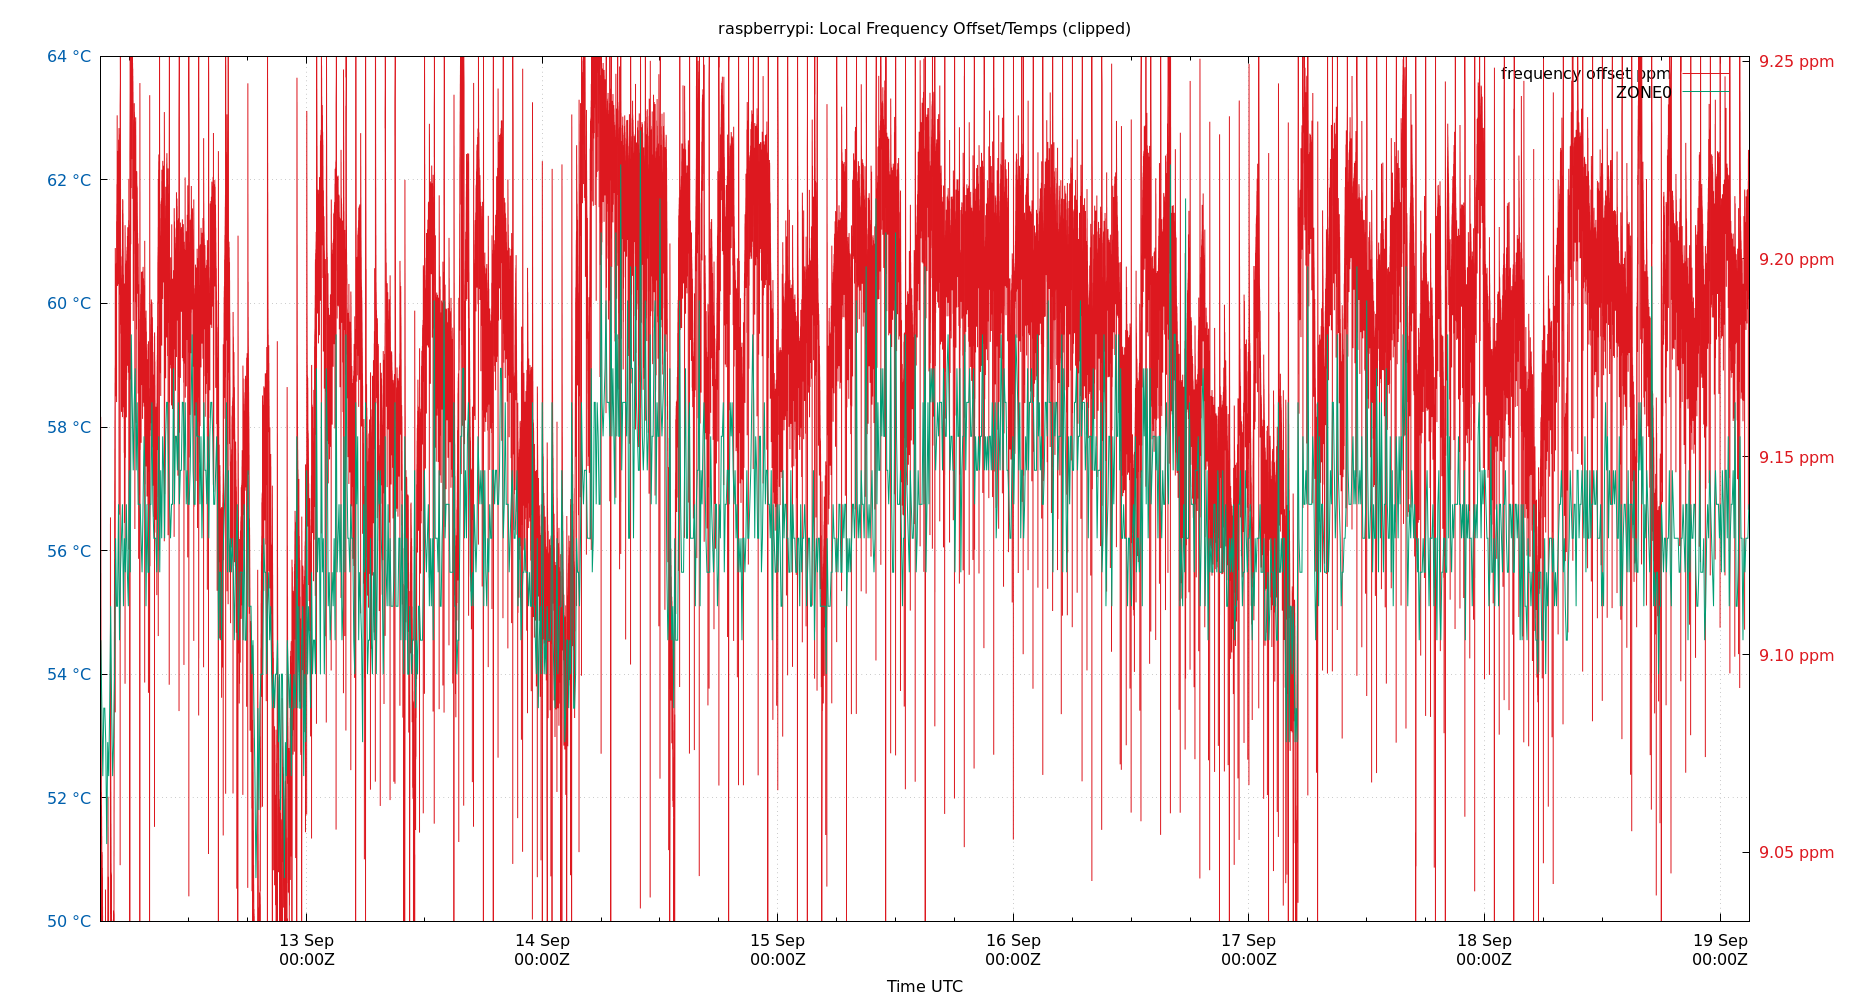 raspberrypi: Local Frequency Offset/Temps (clipped)
64 °C
62 °C
60 °C
58 °C
56 °C
54 °C
52 °C
50 °C
frequency offset ppm
ZONE0
9.25 ppm
9.20 ppm
9.15 ppm
9.10 ppm
9.05 ppm
13 Sep
00:00Z
14 Sep
00:00Z
15 Sep
00:00Z
16 Sep
00:00Z
17 Sep
00:00Z
18 Sep
00:00Z
19 Sep
00:00Z
Time UTC